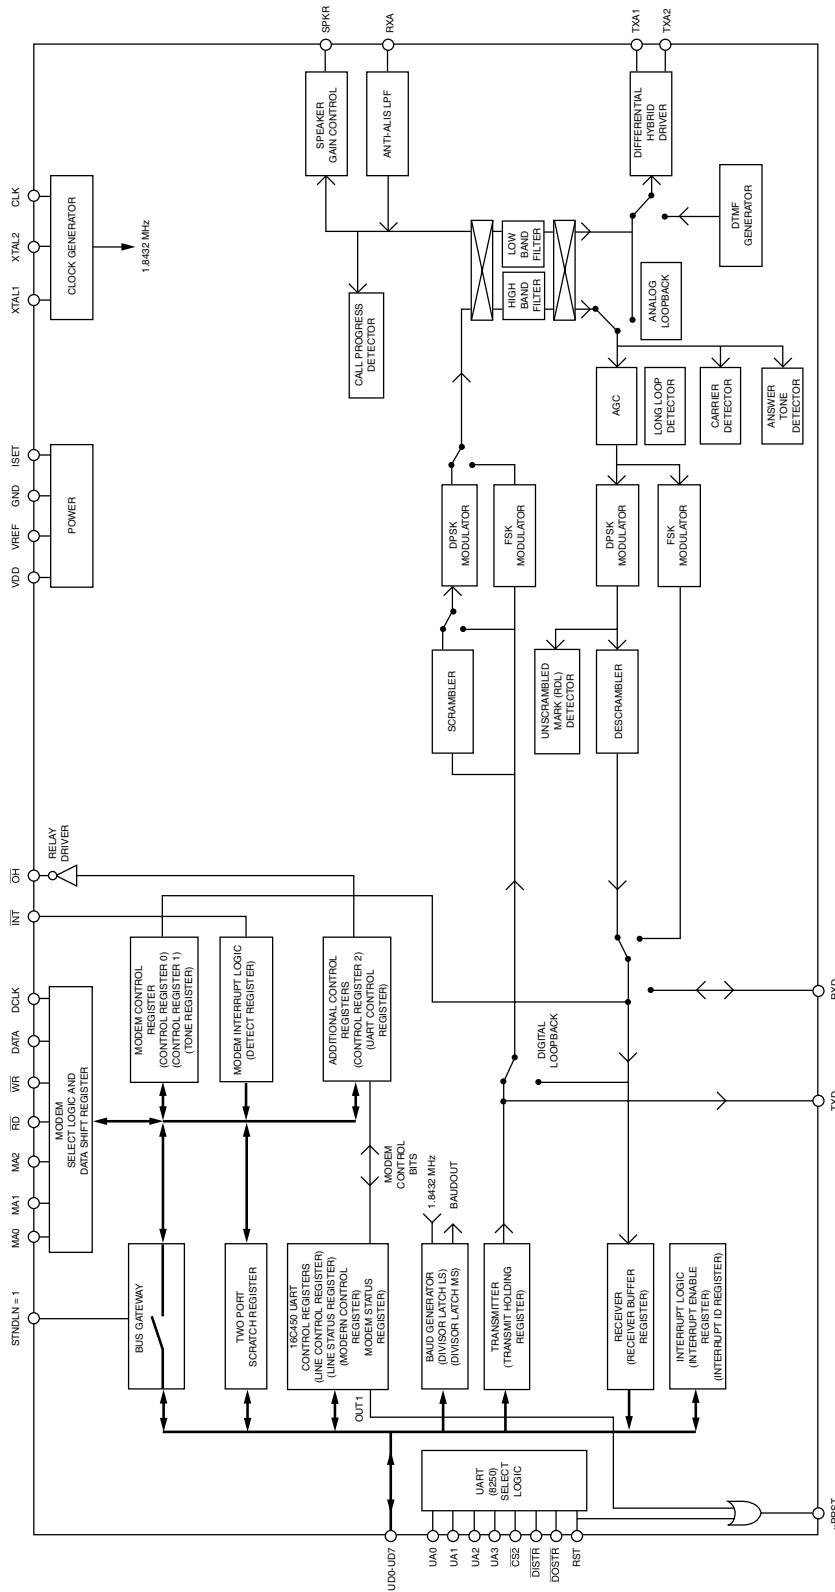 STNDLN = 1
MA0
MA1
MA2
R̅D̅
W̅R̅
DATA
DCLK
I̅N̅T̅
O̅H̅
VDD
VREF
GND
ISET
XTAL1
XTAL2
CLK
MODEM
SELECT LOGIC AND
DATA SHIFT REGISTER
RELAY
DRIVER
POWER
CLOCK GENERATOR
1.8432 MHz
BUS GATEWAY
MODEM CONTROL
REGISTER
(CONTROL REGISTER 0)
(CONTROL REGISTER 1)
(TONE REGISTER)
TWO PORT
SCRATCH REGISTER
MODEM INTERRUPT LOGIC
(DETECT REGISTER)
16C450 UART
CONTROL REGISTERS
(LINE CONTROL REGISTER)
(LINE STATUS REGISTER)
(MODERN CONTROL
REGISTER)
MODEM STATUS
REGISTER)
OUT1
ADDITIONAL CONTROL
REGISTERS
(CONTROL REGISTER 2)
(UART CONTROL
REGISTER)
MODEM
CONTROL
BITS
SPEAKER
GAIN CONTROL
SPKR
ANTI-ALIS LPF
RXA
CALL PROGRESS
DETECTOR
UD0-UD7
UA0
UA1
UA2
UA3
C̅S̅2̅
D̅I̅S̅T̅R̅
D̅O̅S̅T̅R̅
RST
UART
(8250)
SELECT
LOGIC
BAUD GENERATOR
(DIVISOR LATCH LS)
(DIVISOR LATCH MS)
1.8432 MHz
BAUDOUT
TRANSMITTER
(TRANSMIT HOLDING
REGISTER)
DIGITAL
LOOPBACK
SCRAMBLER
DPSK
MODULATOR
FSK
MODULATOR
HIGH
BAND
FILTER
LOW
BAND
FILTER
RECEIVER
(RECEIVER BUFFER
REGISTER)
INTERRUPT LOGIC
(INTERRUPT ENABLE
REGISTER)
(INTERRUPT ID REGISTER)
UNSCRAMBLED
MARK (RDL)
DETECTOR
DESCRAMBLER
DPSK
MODULATOR
FSK
MODULATOR
AGC
LONG LOOP
DETECTOR
CARRIER
DETECTOR
ANSWER
TONE
DETECTOR
ANALOG
LOOPBACK
DIFFERENTIAL
HYBRID
DRIVER
TXA1
TXA2
DTMF
GENERATOR
µPRST
TXD
RXD